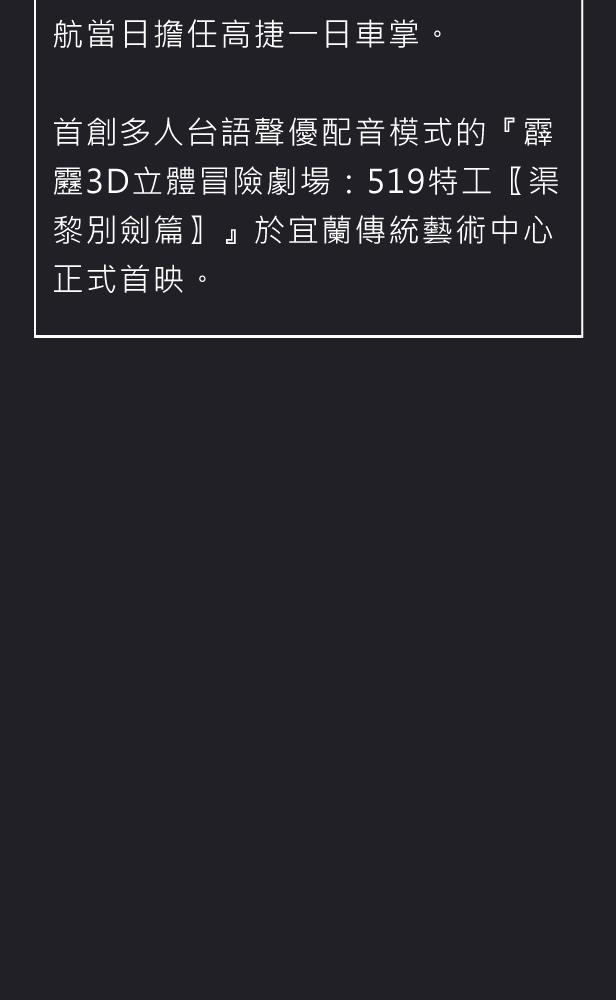 航當日擔任高捷一日車掌。
首創多人台語聲優配音模式的『霹
靂3D立體冒險劇場：519特工〖渠
黎別劍篇〗』於宜蘭傳統藝術中心
正式首映。